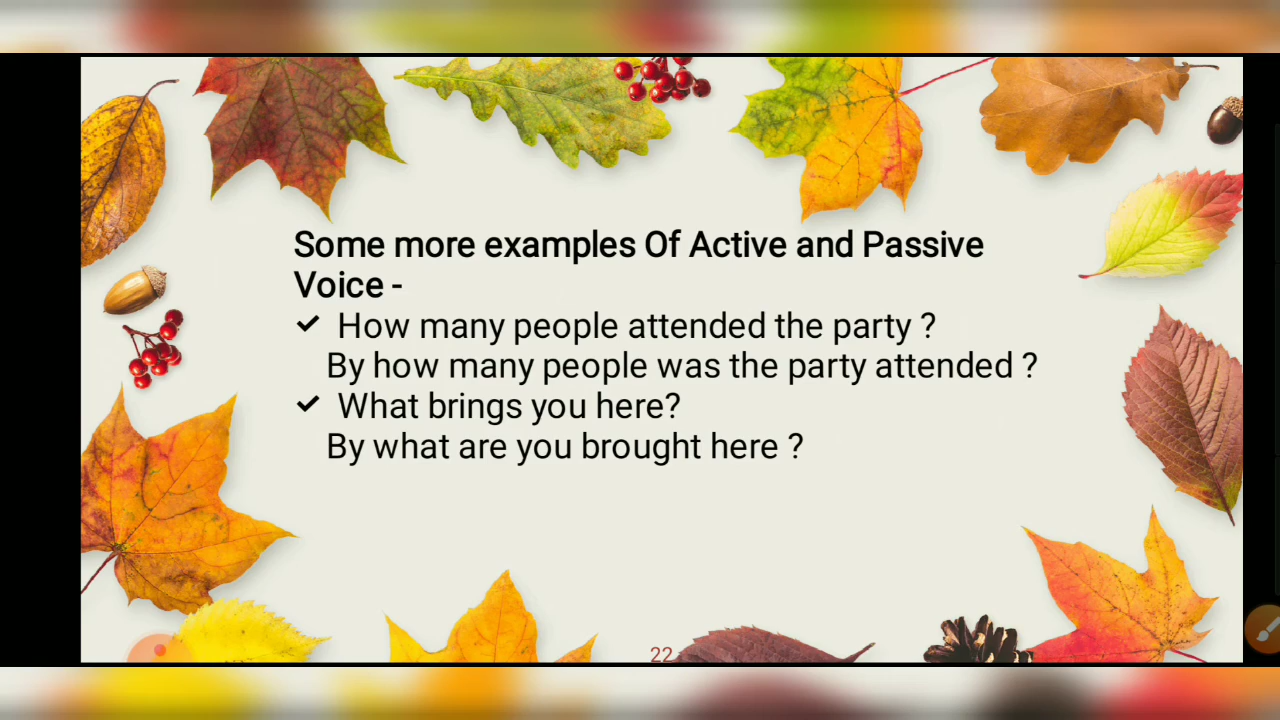 Some more examples Of Active and Passive
Voice -
✔ How many people attended the party ?
By how many people was the party attended ?
✔ What brings you here?
By what are you brought here ?
22